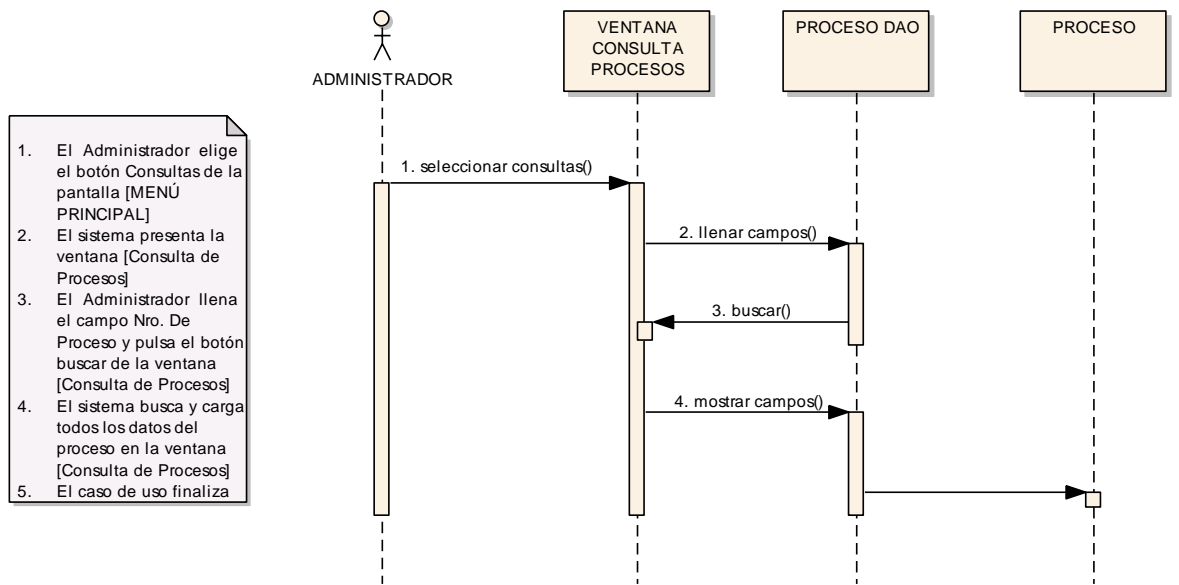 ADMINISTRADOR
VENTANA
CONSULTA
PROCESOS
PROCESO DAO
PROCESO
1. El Administrador elige
el botón Consultas de la
pantalla [MENÚ
PRINCIPAL]
2. El sistema presenta la
ventana [Consulta de
Procesos]
3. El Administrador llena
el campo Nro. De
Proceso y pulsa el botón
buscar de la ventana
[Consulta de Procesos]
4. El sistema busca y carga
todos los datos del
proceso en la ventana
[Consulta de Procesos]
5. El caso de uso finaliza
1. seleccionar consultas()
2. llenar campos()
3. buscar()
4. mostrar campos()